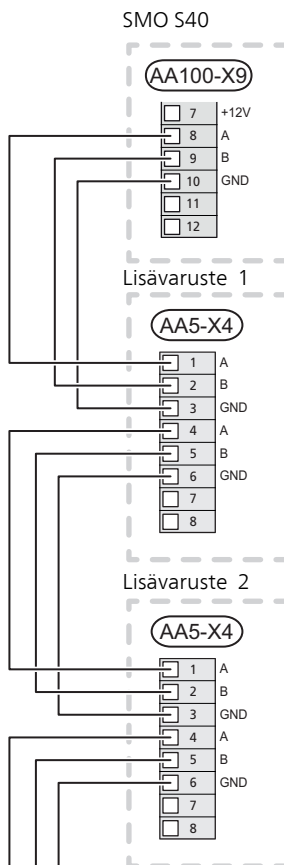 SMO S40
AA100-X9
7 +12V
8 A
9 B
10 GND
11
12
Lisävaruste 1
AA5-X4
1 A
2 B
3 GND
4 A
5 B
6 GND
7
8
Lisävaruste 2
AA5-X4
1 A
2 B
3 GND
4 A
5 B
6 GND
7
8